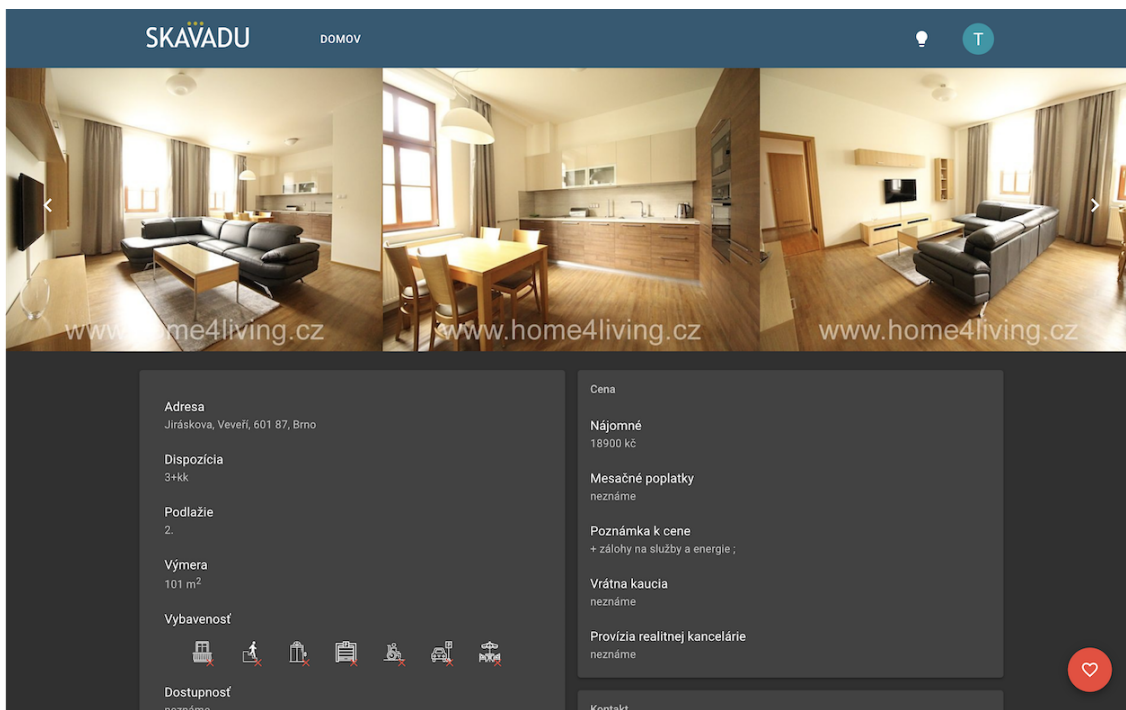 SKAVADU
DOMOV
T
www.home4living.cz
www.home4living.cz
www.home4living.cz
Adresa
Jiráskova, Veveří, 601 87, Brno
Dispozícia
3+kk
Podlažie
2.
Výmera
101 m²
Vybavenosť
Dostupnosť
neznáme
Cena
Nájomné
18900 kč
Mesačné poplatky
neznáme
Poznámka k cene
+ zálohy na služby a energie ;
Vrátna kaucia
neznáme
Provízia realitnej kancelárie
neznáme
Kontakt